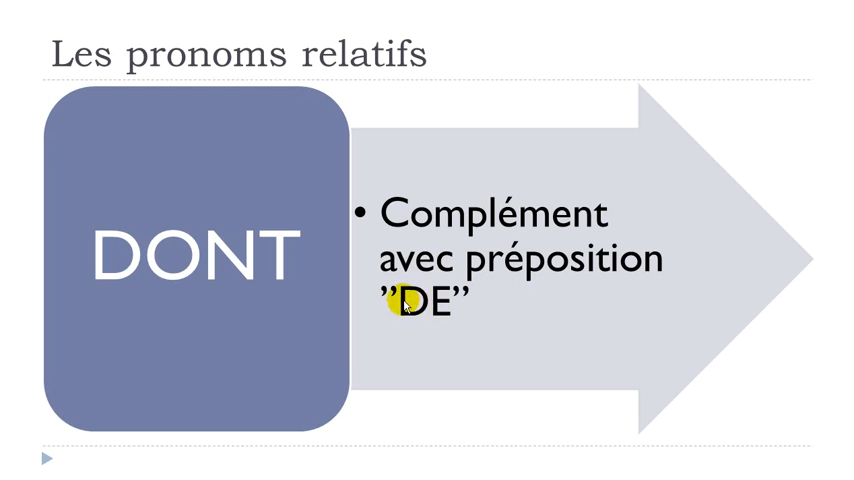 Les pronoms relatifs
DONT
• Complément
avec préposition
”DE”